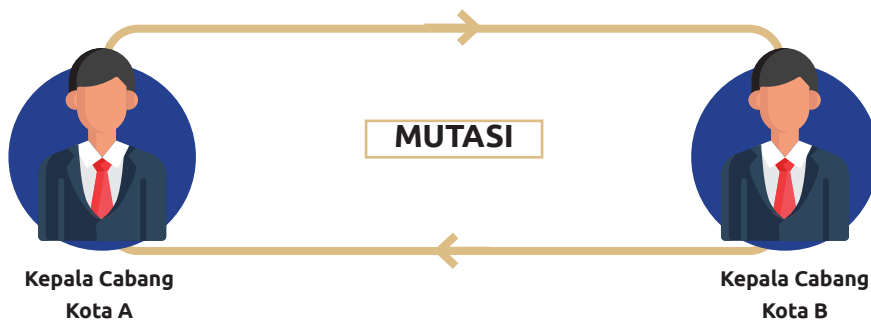 MUTASI
Kepala Cabang
Kota A
Kepala Cabang
Kota B